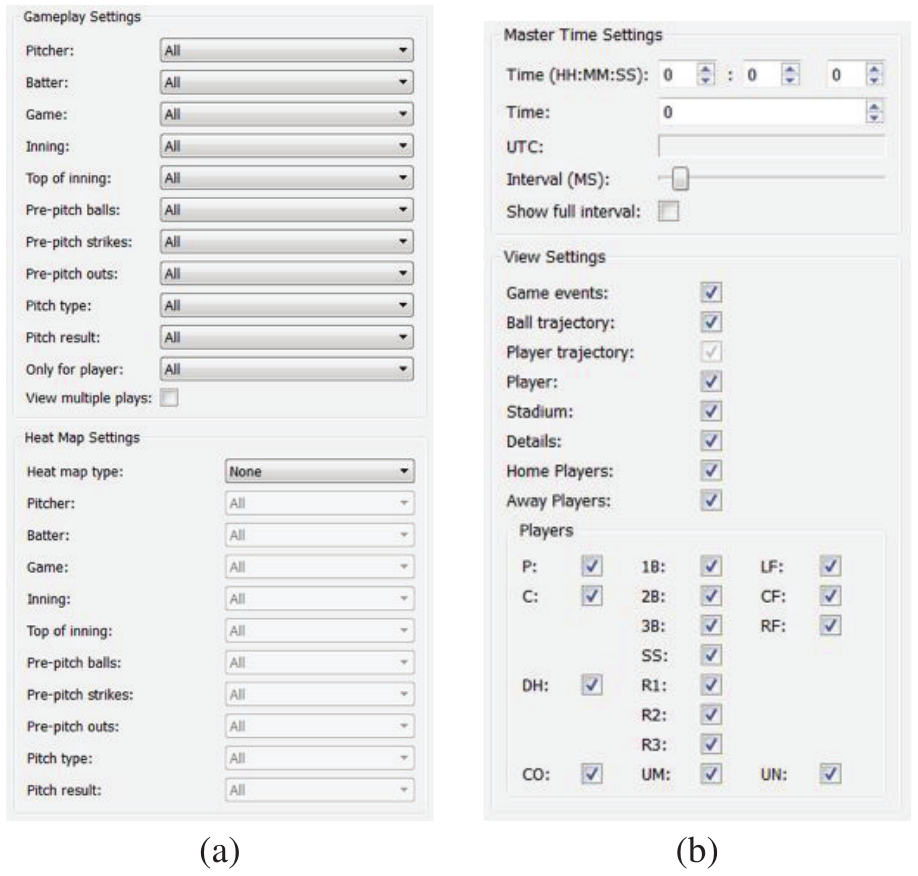 Gameplay Settings
Pitcher: All
Batter: All
Game: All
Inning: All
Top of inning: All
Pre-pitch balls: All
Pre-pitch strikes: All
Pre-pitch outs: All
Pitch type: All
Pitch result: All
Only for player: All
View multiple plays:
Heat Map Settings
Heat map type: None
Pitcher: All
Batter: All
Game: All
Inning: All
Top of inning: All
Pre-pitch balls: All
Pre-pitch strikes: All
Pre-pitch outs: All
Pitch type: All
Pitch result: All
(a)
Master Time Settings
Time (HH:MM:SS): 0 : 0 0
Time: 0
UTC:
Interval (MS):
Show full interval:
View Settings
Game events:
Ball trajectory:
Player trajectory:
Player:
Stadium:
Details:
Home Players:
Away Players:
Players
P: 1B: LF:
C: 2B: CF:
3B: RF:
SS:
DH: R1:
R2:
R3:
CO: UM: UN:
(b)